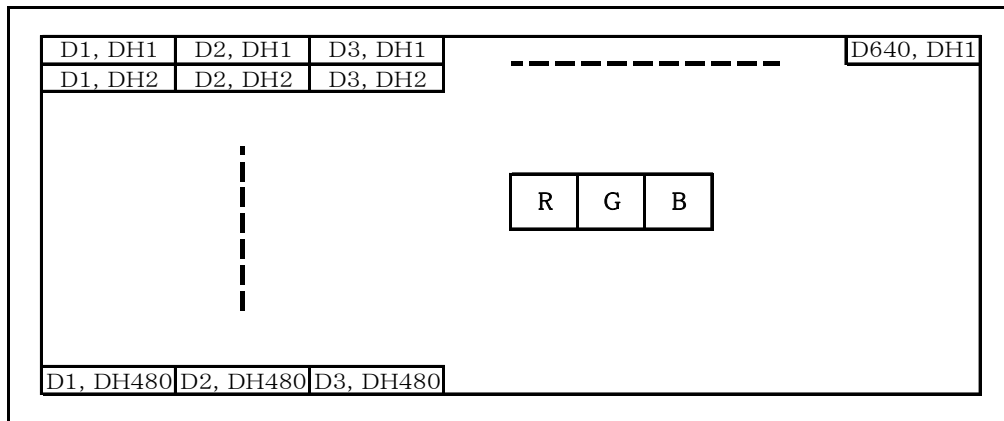 D1, DH1 D2, DH1 D3, DH1 D640, DH1
D1, DH2 D2, DH2 D3, DH2
R G B
D1, DH480 D2, DH480 D3, DH480